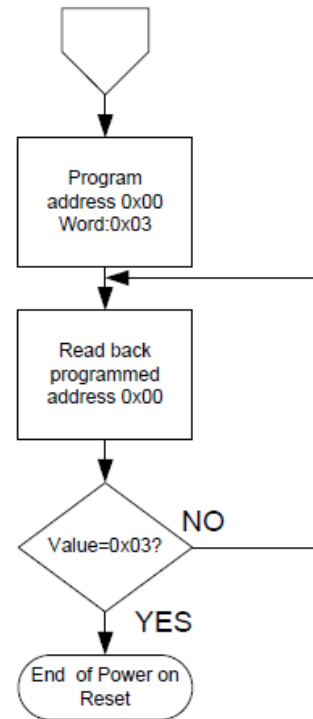 Program
address 0x00
Word:0x03
Read back
programmed
address 0x00
Value=0x03?
NO
YES
End of Power on
Reset